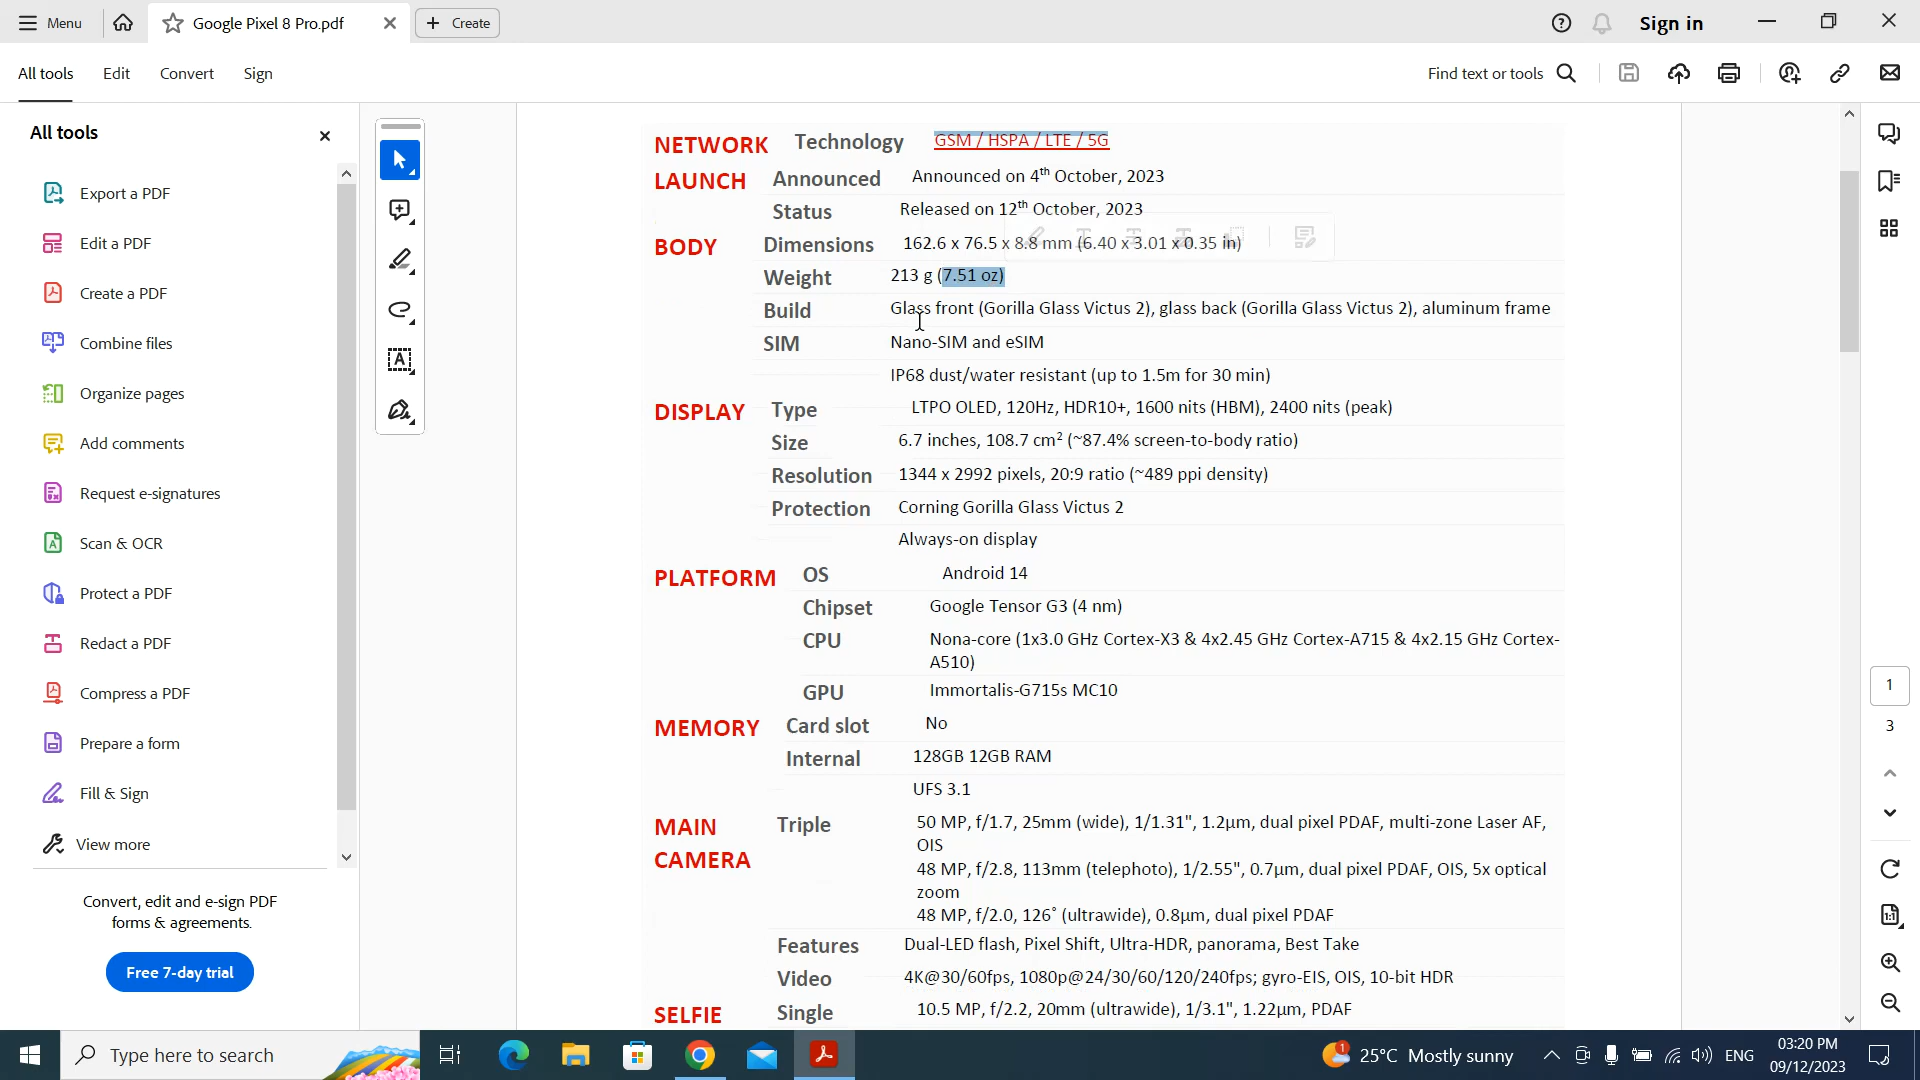 Menu
Google Pixel 8 Pro.pdf
Create
Sign in
All tools
Edit
Convert
Sign
Find text or tools
All tools
Export a PDF
Edit a PDF
Create a PDF
Combine files
Organize pages
Add comments
Request e-signatures
Scan & OCR
Protect a PDF
Redact a PDF
Compress a PDF
Prepare a form
Fill & Sign
View more
Convert, edit and e-sign PDF
forms & agreements.
Free 7-day trial
NETWORK Technology GSM / HSPA / LTE / 5G
LAUNCH Announced Announced on 4th October, 2023
Status Released on 12th October, 2023
BODY Dimensions 162.6 x 76.5 x 8.8 mm (6.40 x 3.01 x 0.35 in)
Weight 213 g (7.51 oz)
Build Glass front (Gorilla Glass Victus 2), glass back (Gorilla Glass Victus 2), aluminum frame
SIM Nano-SIM and eSIM
IP68 dust/water resistant (up to 1.5m for 30 min)
DISPLAY Type LTPO OLED, 120Hz, HDR10+, 1600 nits (HBM), 2400 nits (peak)
Size 6.7 inches, 108.7 cm² (~87.4% screen-to-body ratio)
Resolution 1344 x 2992 pixels, 20:9 ratio (~489 ppi density)
Protection Corning Gorilla Glass Victus 2
Always-on display
PLATFORM OS Android 14
Chipset Google Tensor G3 (4 nm)
CPU Nona-core (1x3.0 GHz Cortex-X3 & 4x2.45 GHz Cortex-A715 & 4x2.15 GHz Cortex-
A510)
GPU Immortalis-G715s MC10
MEMORY Card slot No
Internal 128GB 12GB RAM
UFS 3.1
MAIN Triple 50 MP, f/1.7, 25mm (wide), 1/1.31", 1.2µm, dual pixel PDAF, multi-zone Laser AF,
OIS
CAMERA 48 MP, f/2.8, 113mm (telephoto), 1/2.55", 0.7µm, dual pixel PDAF, OIS, 5x optical
zoom
48 MP, f/2.0, 126˚ (ultrawide), 0.8µm, dual pixel PDAF
Features Dual-LED flash, Pixel Shift, Ultra-HDR, panorama, Best Take
Video 4K@30/60fps, 1080p@24/30/60/120/240fps; gyro-EIS, OIS, 10-bit HDR
SELFIE Single 10.5 MP, f/2.2, 20mm (ultrawide), 1/3.1", 1.22µm, PDAF
1
3
Type here to search
1
25°C Mostly sunny
ENG
03:20 PM
09/12/2023